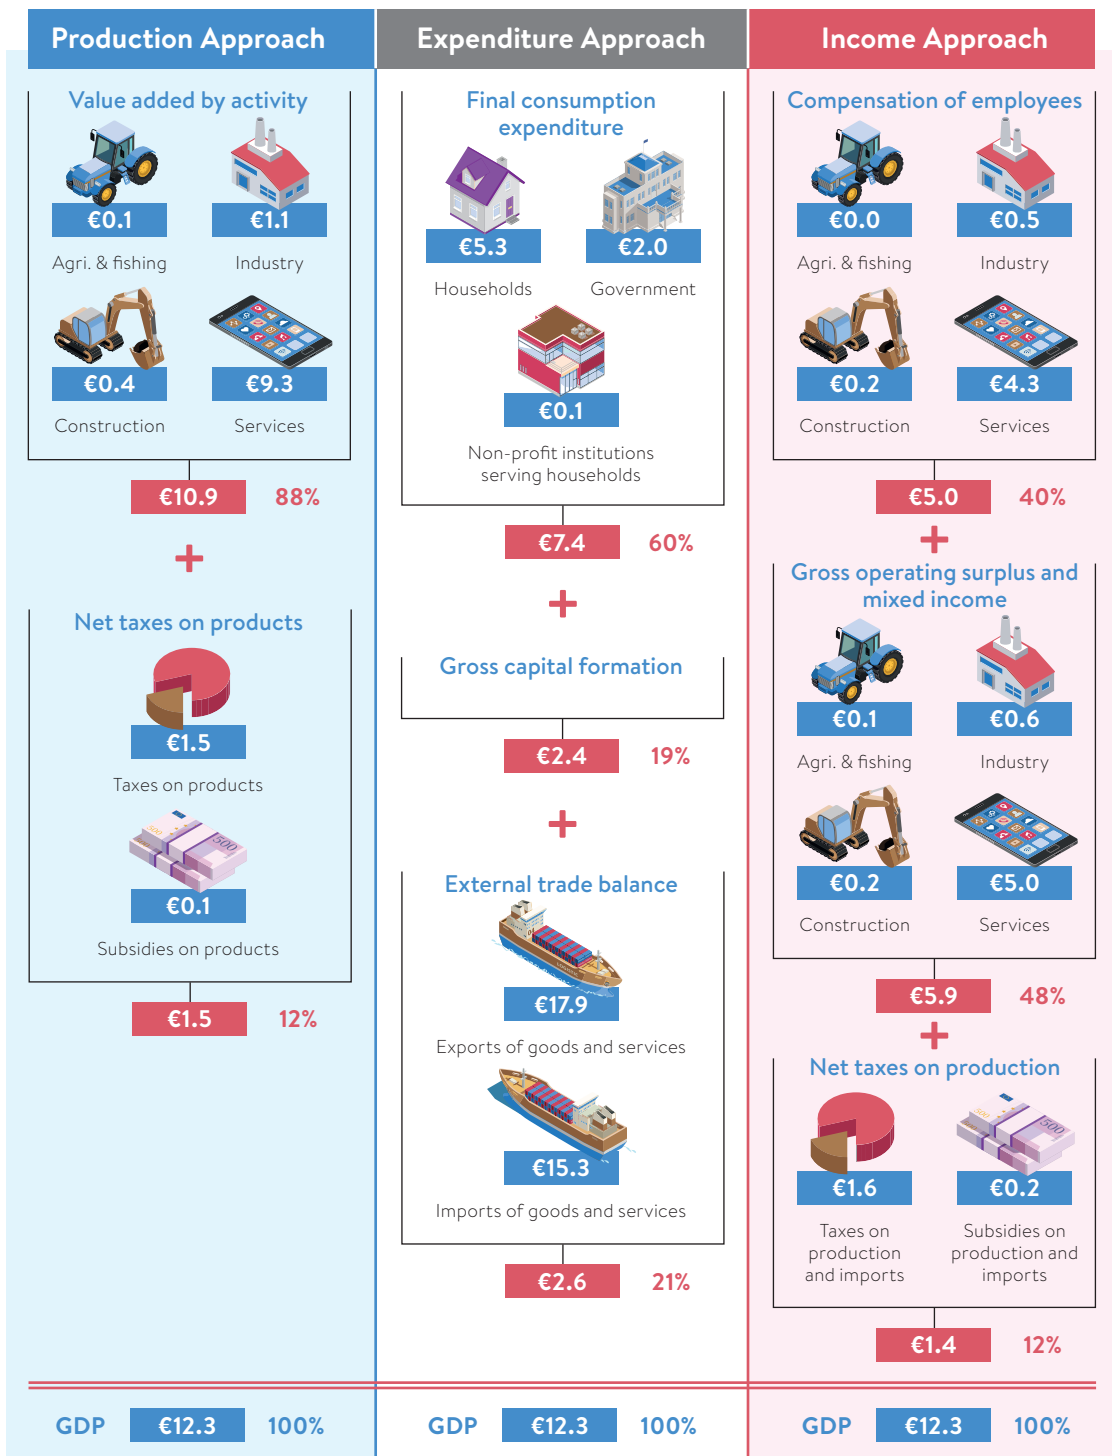 Production Approach
Value added by activity
€0.1 €1.1
Agri. & fishing Industry
€0.4 €9.3
Construction Services
€10.9 88%
+
Net taxes on products
€1.5
Taxes on products
€0.1
Subsidies on products
€1.5 12%
GDP €12.3 100%
Expenditure Approach
Final consumption
expenditure
€5.3 €2.0
Households Government
€0.1
Non-profit institutions
serving households
€7.4 60%
+
Gross capital formation
€2.4 19%
+
External trade balance
€17.9
Exports of goods and services
€15.3
Imports of goods and services
€2.6 21%
GDP €12.3 100%
Income Approach
Compensation of employees
€0.0 €0.5
Agri. & fishing Industry
€0.2 €4.3
Construction Services
€5.0 40%
+
Gross operating surplus and
mixed income
€0.1 €0.6
Agri. & fishing Industry
€0.2 €5.0
Construction Services
€5.9 48%
+
Net taxes on production
€1.6 €0.2
Taxes on Subsidies on
production production and
and imports imports
€1.4 12%
GDP €12.3 100%